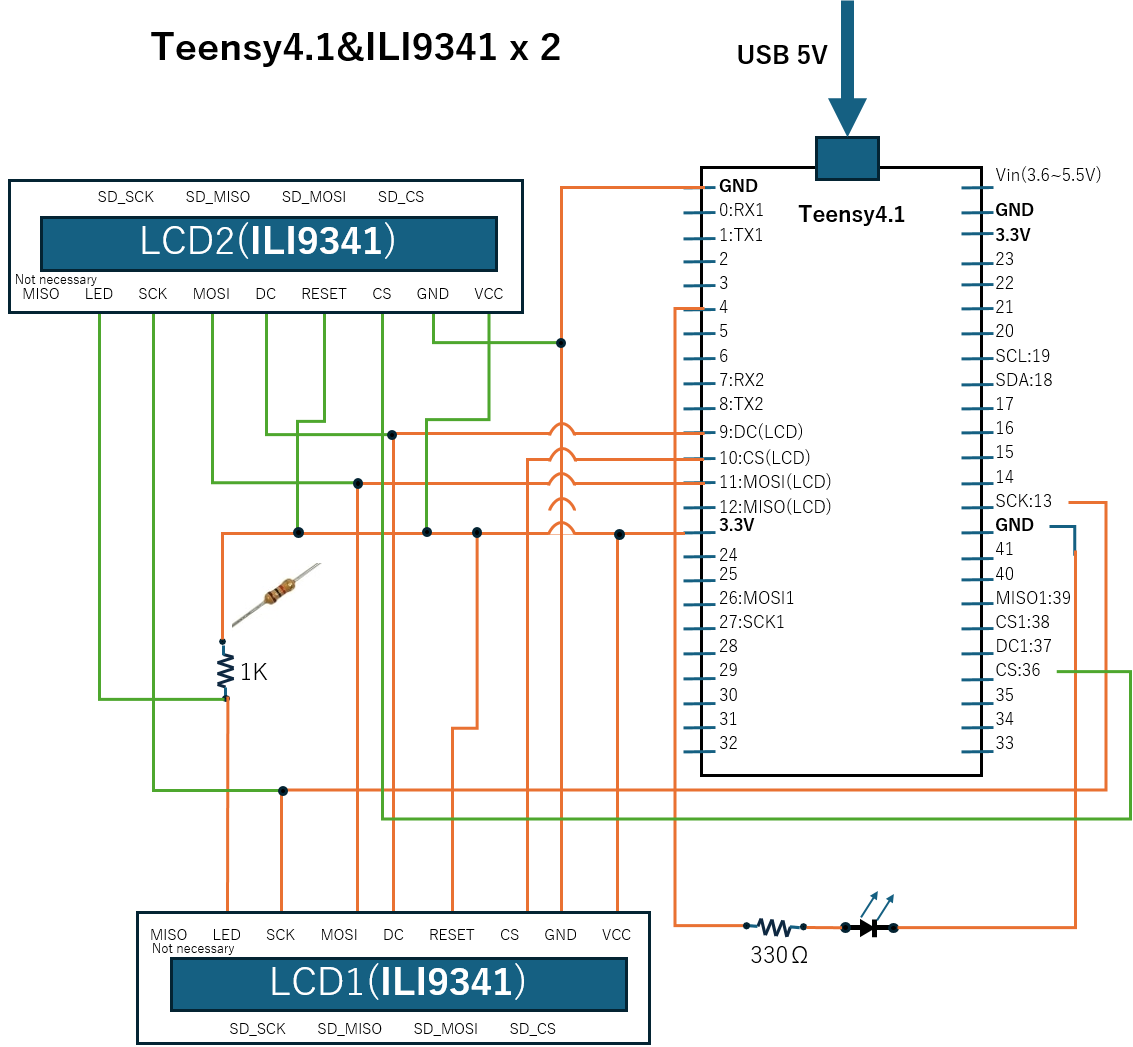 Teensy4.1&ILI9341 x 2
USB 5V
SD_SCK SD_MISO SD_MOSI SD_CS
LCD2(ILI9341)
Not necessary
MISO LED SCK MOSI DC RESET CS GND VCC
Teensy4.1
GND
0:RX1
1:TX1
2
3
4
5
6
7:RX2
8:TX2
9:DC(LCD)
10:CS(LCD)
11:MOSI(LCD)
12:MISO(LCD)
3.3V
24
25
26:MOSI1
27:SCK1
28
29
30
31
32
Vin(3.6~5.5V)
GND
3.3V
23
22
21
20
SCL:19
SDA:18
17
16
15
14
SCK:13
GND
41
40
MISO1:39
CS1:38
DC1:37
CS:36
35
34
33
1K
330Ω
MISO LED SCK MOSI DC RESET CS GND VCC
Not necessary
LCD1(ILI9341)
SD_SCK SD_MISO SD_MOSI SD_CS